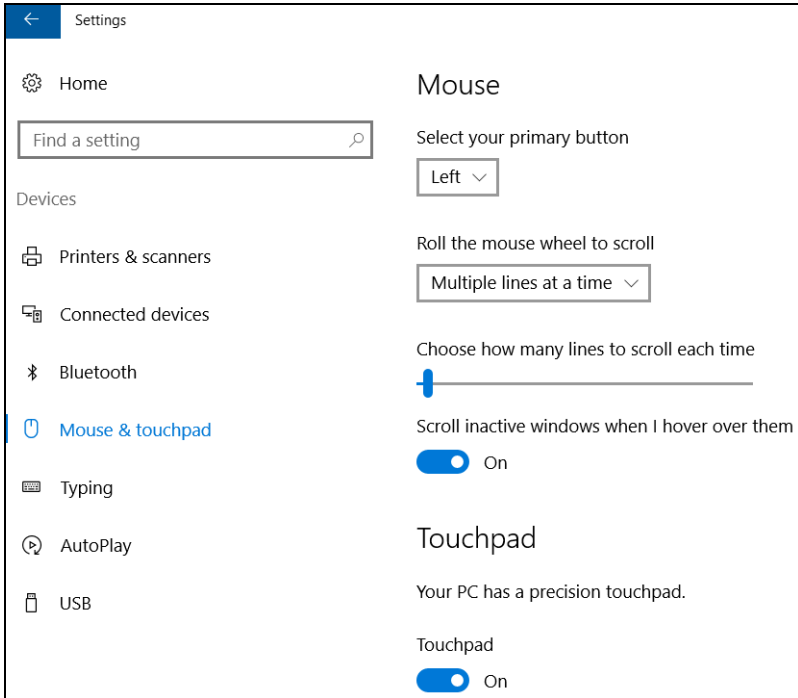 Settings
Home
Find a setting
Devices
Printers & scanners
Connected devices
Bluetooth
Mouse & touchpad
Typing
AutoPlay
USB
Mouse
Select your primary button
Left
Roll the mouse wheel to scroll
Multiple lines at a time
Choose how many lines to scroll each time
Scroll inactive windows when I hover over them
On
Touchpad
Your PC has a precision touchpad.
Touchpad
On